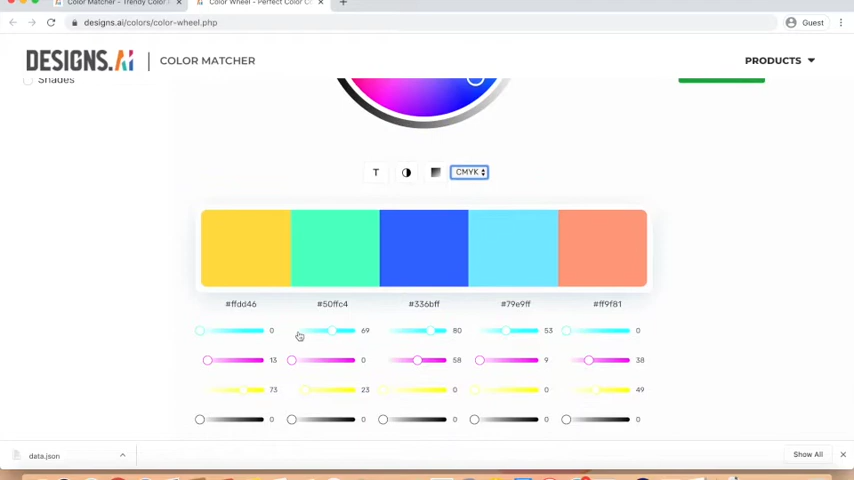 Color Matcher - Trendy Color
Color Wheel - Perfect Color C
designs.ai/colors/color-wheel.php
Guest
DESIGNS.AI
COLOR MATCHER
PRODUCTS
Shades
T
CMYK
#ffdd46 #50ffc4 #336bff #79e9ff #ff9f81
0 69 80 53 0
13 0 58 9 38
73 23 0 0 49
0 0 0 0 0
data.json
Show All